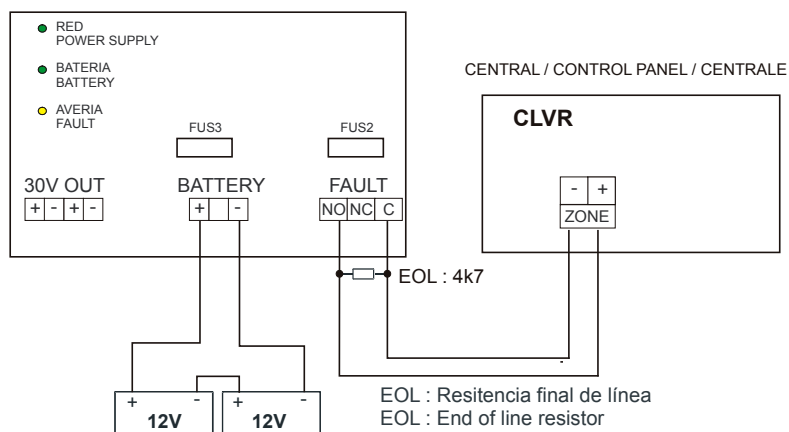 RED
POWER SUPPLY
BATERIA
BATTERY
AVERIA
FAULT
CENTRAL / CONTROL PANEL / CENTRALE
CLVR
FUS3
FUS2
30V OUT
BATTERY
FAULT
+ - + -
+ -
NO NC C
- +
ZONE
EOL : 4k7
EOL : Resitencia final de línea
EOL : End of line resistor
+ - + -
12V
12V